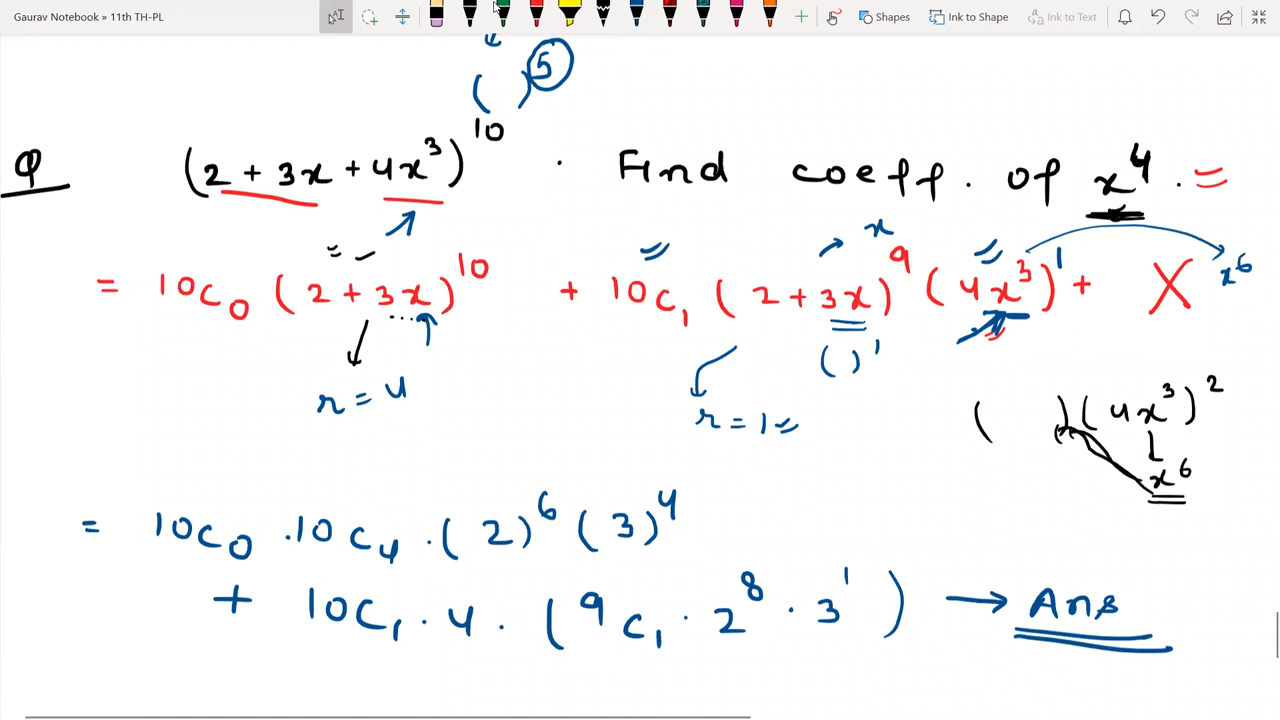 Gaurav Notebook » 11th TH-PL
Shapes Ink to Shape Ink to Text
( ) 5
Q (2 + 3x + 4x³)¹⁰ . Find coeff. of x⁴. =
= 10C₀ (2 + 3x)¹⁰ + 10C₁ (2 + 3x)⁹ (4x³)¹ + X
x
x⁶
( )¹
r = 4
r = 1
( )(4x³)²
x⁶
= 10C₀ . 10C₄ . (2)⁶ (3)⁴
+ 10C₁ . 4 . (⁹C₁ . 2⁸ . 3¹) → Ans